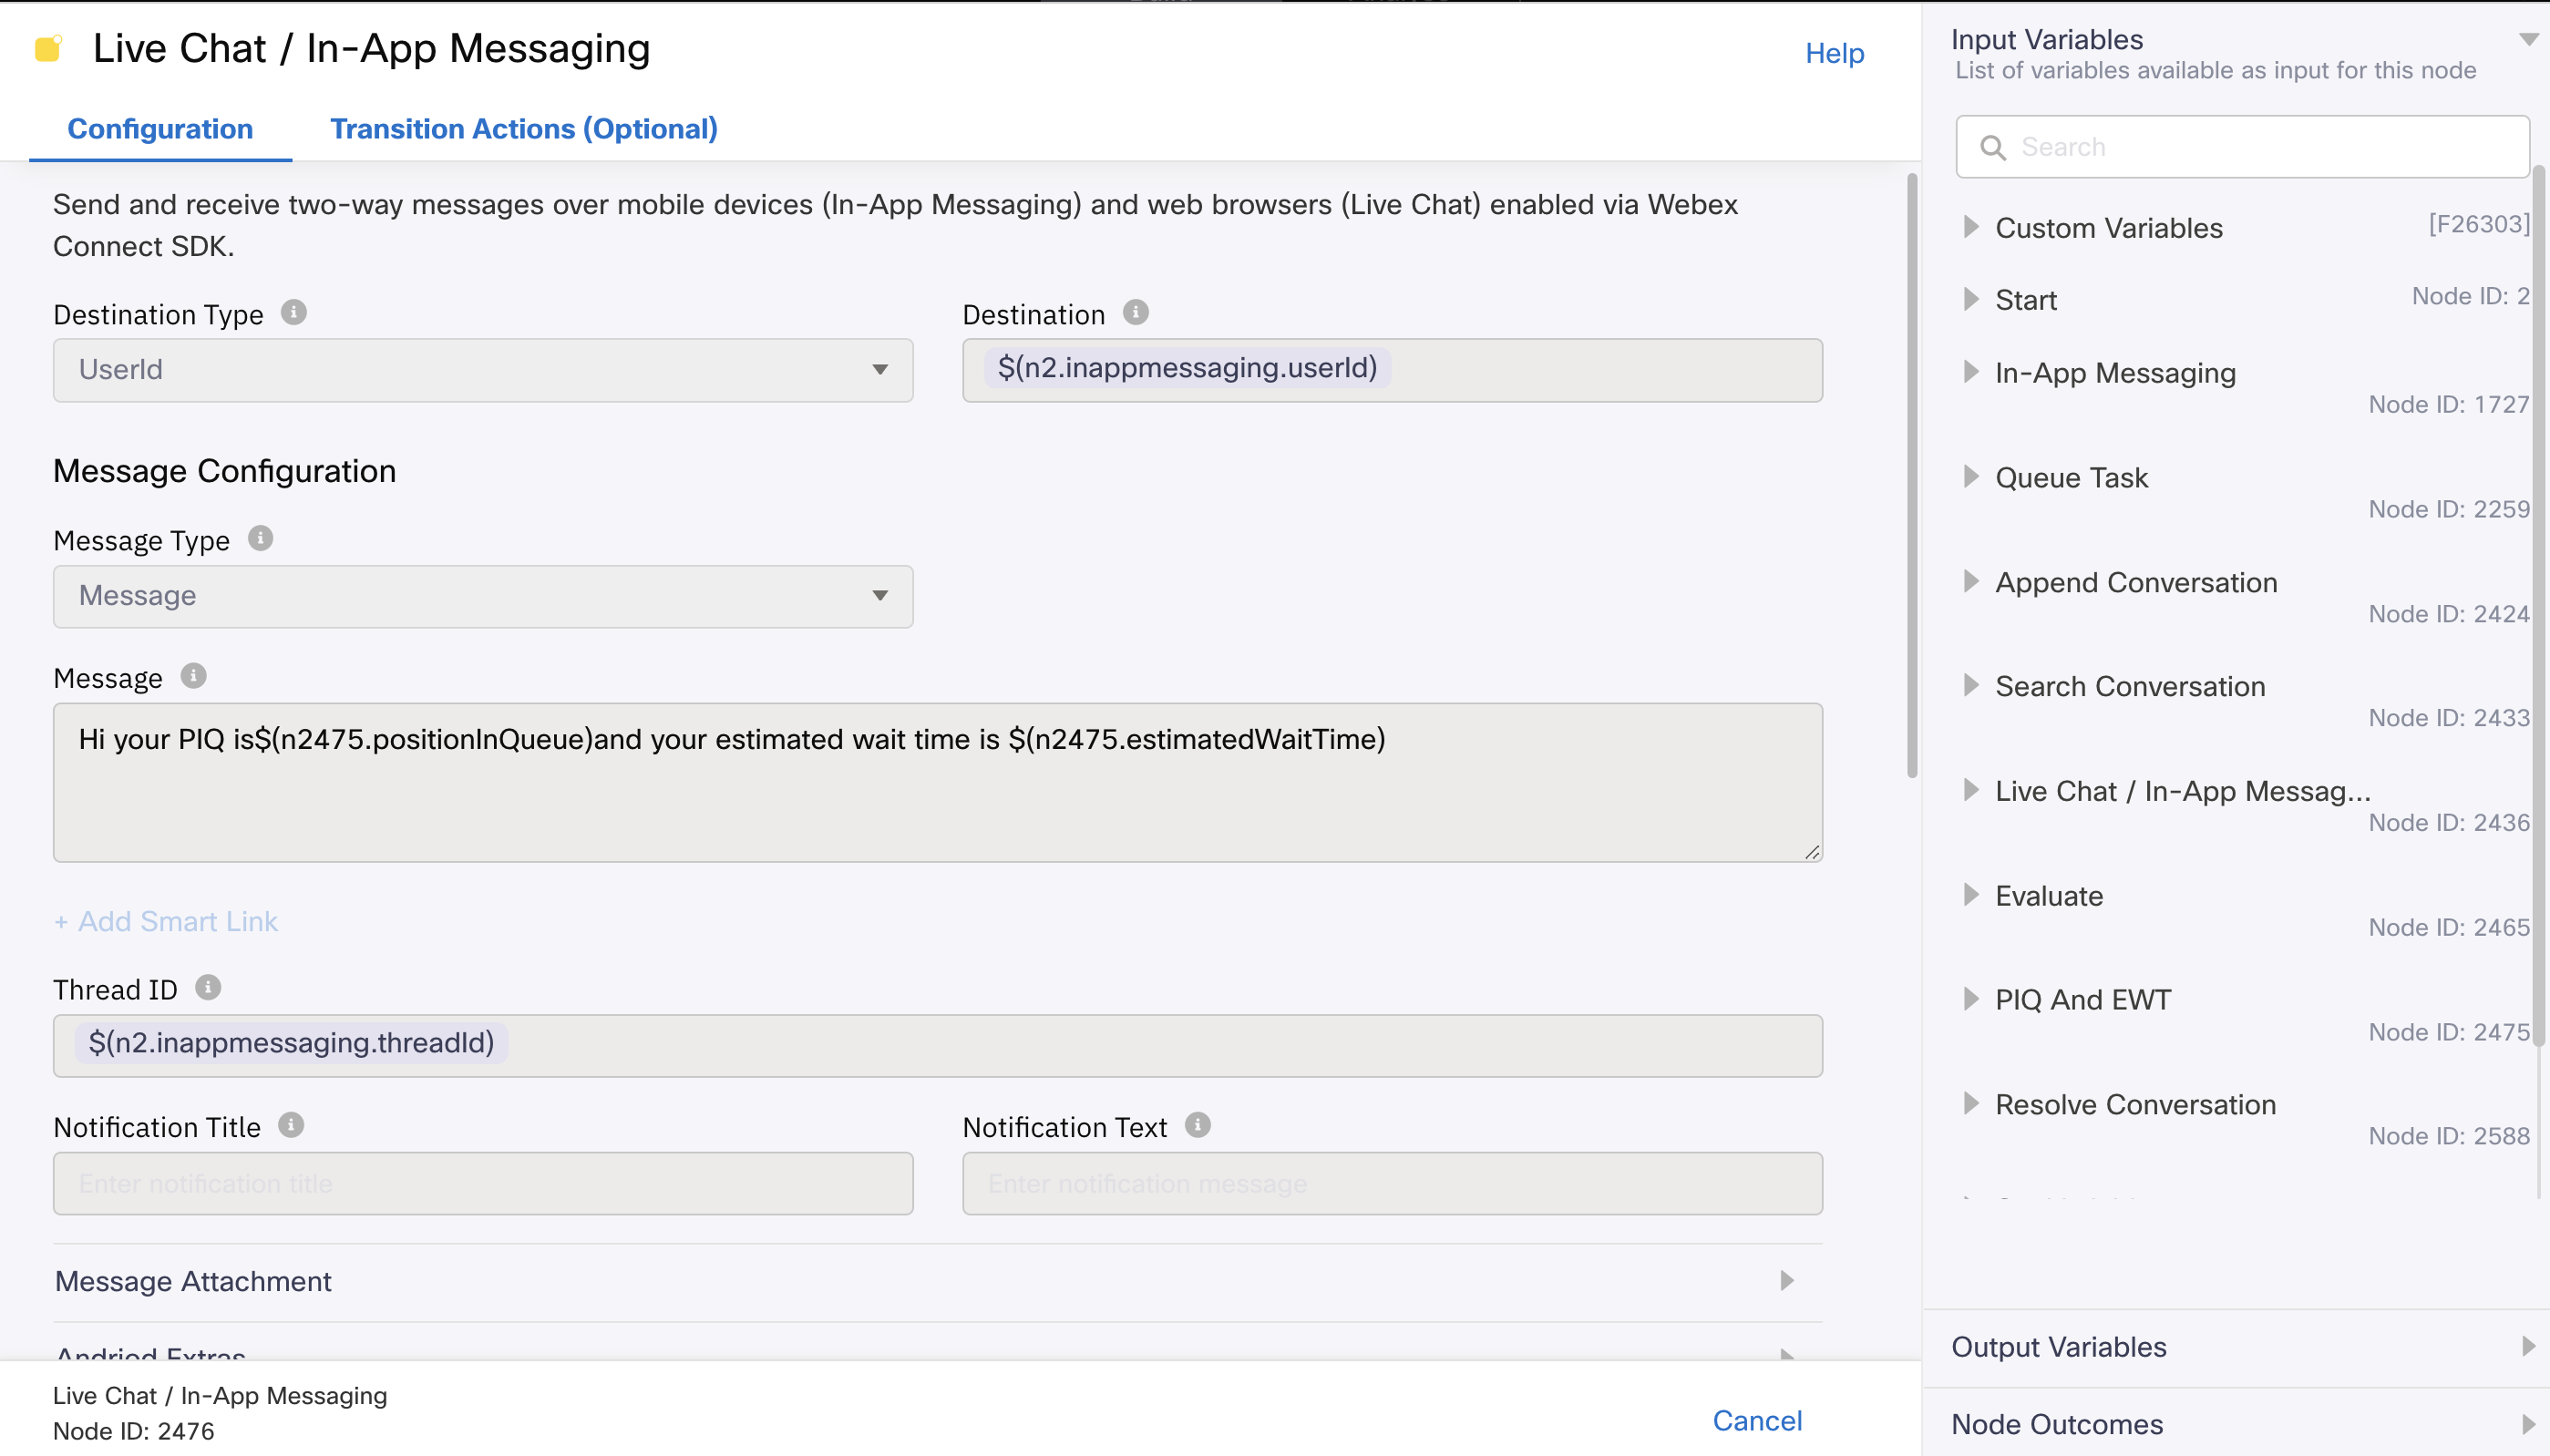 Live Chat / In-App Messaging
Help
Configuration
Transition Actions (Optional)
Send and receive two-way messages over mobile devices (In-App Messaging) and web browsers (Live Chat) enabled via Webex
Connect SDK.
Destination Type
Destination
UserId
$(n2.inappmessaging.userId)
Message Configuration
Message Type
Message
Message
Hi your PIQ is$(n2475.positionInQueue)and your estimated wait time is $(n2475.estimatedWaitTime)
+ Add Smart Link
Thread ID
$(n2.inappmessaging.threadId)
Notification Title
Notification Text
Enter notification title
Enter notification message
Message Attachment
Andriod Extras
Live Chat / In-App Messaging
Node ID: 2476
Cancel
Input Variables
List of variables available as input for this node
Search
Custom Variables
[F26303]
Start
Node ID: 2
In-App Messaging
Node ID: 1727
Queue Task
Node ID: 2259
Append Conversation
Node ID: 2424
Search Conversation
Node ID: 2433
Live Chat / In-App Messag...
Node ID: 2436
Evaluate
Node ID: 2465
PIQ And EWT
Node ID: 2475
Resolve Conversation
Node ID: 2588
Output Variables
Node Outcomes